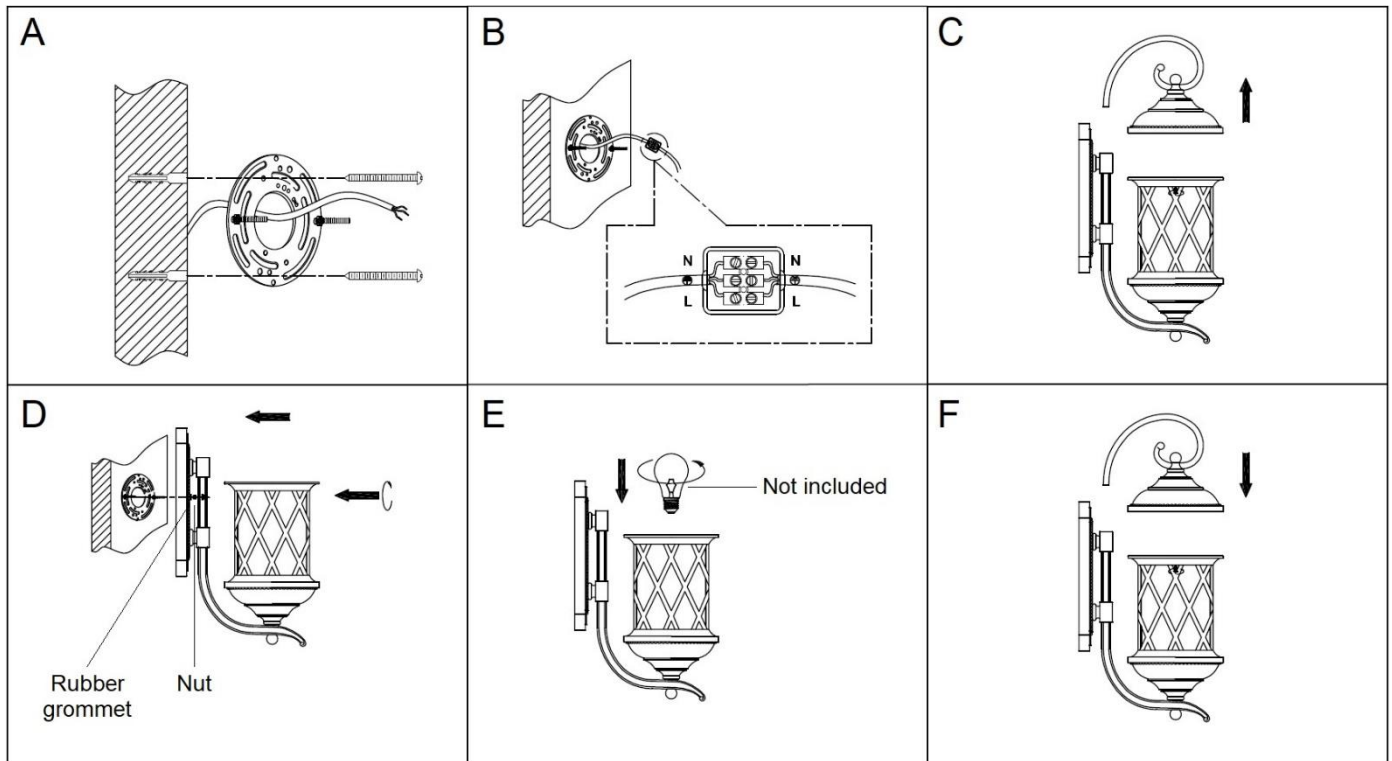 A
B
N N
L L
C
D
Rubber
grommet
Nut
E
Not included
F